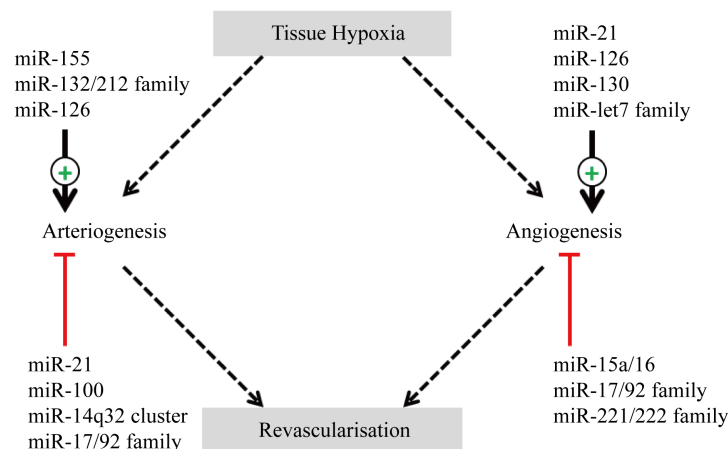 Tissue Hypoxia
miR-155
miR-132/212 family
miR-126
+
miR-21
miR-126
miR-130
miR-let7 family
+
Arteriogenesis
Angiogenesis
miR-21
miR-100
miR-14q32 cluster
miR-17/92 family
miR-15a/16
miR-17/92 family
miR-221/222 family
Revascularisation